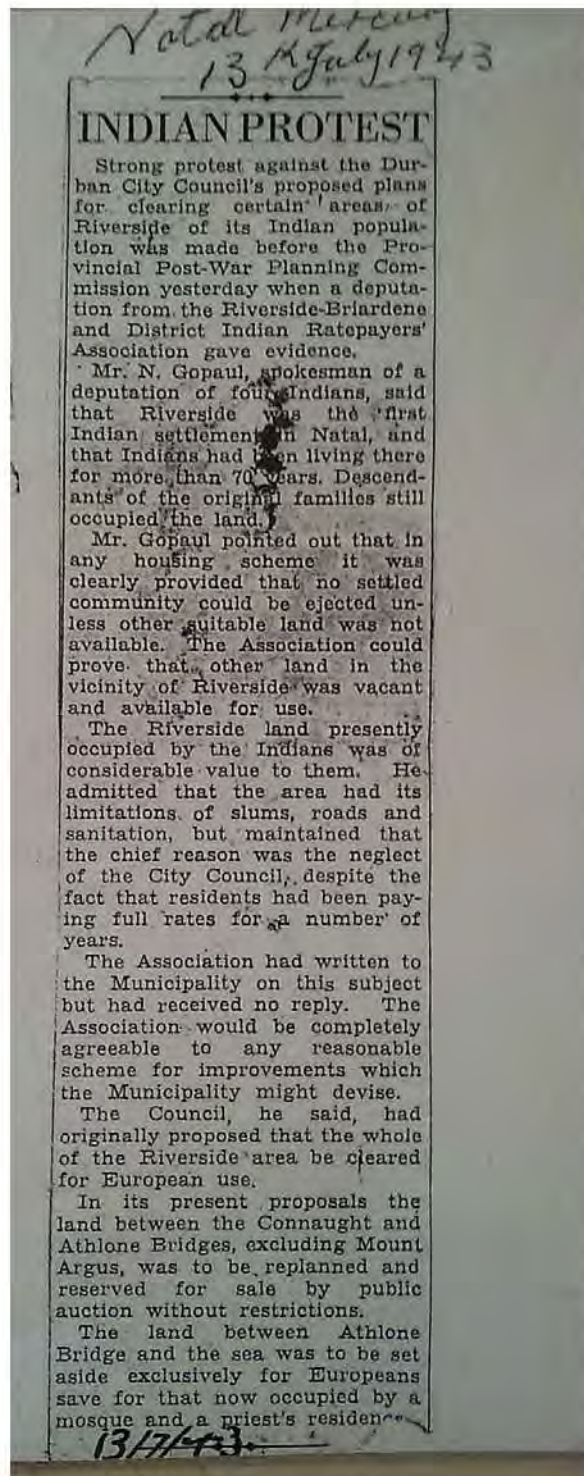 Natal Mercury
13 July 1943
INDIAN PROTEST
Strong protest against the Dur-
ban City Council's proposed plans
for clearing certain areas of
Riverside of its Indian popula-
tion was made before the Pro-
vincial Post-War Planning Com-
mission yesterday when a deputa-
tion from the Riverside-Briardene
and District Indian Ratepayers'
Association gave evidence.
Mr. N. Gopaul, spokesman of a
deputation of four Indians, said
that Riverside was the first
Indian settlement in Natal, and
that Indians had been living there
for more than 70 years. Descend-
ants of the original families still
occupied the land.
Mr. Gopaul pointed out that in
any housing scheme it was
clearly provided that no settled
community could be ejected un-
less other suitable land was not
available. The Association could
prove that other land in the
vicinity of Riverside was vacant
and available for use.
The Riverside land presently
occupied by the Indians was of
considerable value to them. He
admitted that the area had its
limitations of slums, roads and
sanitation, but maintained that
the chief reason was the neglect
of the City Council, despite the
fact that residents had been pay-
ing full rates for a number of
years.
The Association had written to
the Municipality on this subject
but had received no reply. The
Association would be completely
agreeable to any reasonable
scheme for improvements which
the Municipality might devise.
The Council, he said, had
originally proposed that the whole
of the Riverside area be cleared
for European use.
In its present proposals the
land between the Connaught and
Athlone Bridges, excluding Mount
Argus, was to be replanned and
reserved for sale by public
auction without restrictions.
The land between Athlone
Bridge and the sea was to be set
aside exclusively for Europeans
save for that now occupied by a
mosque and a priest's residence
13/7/43